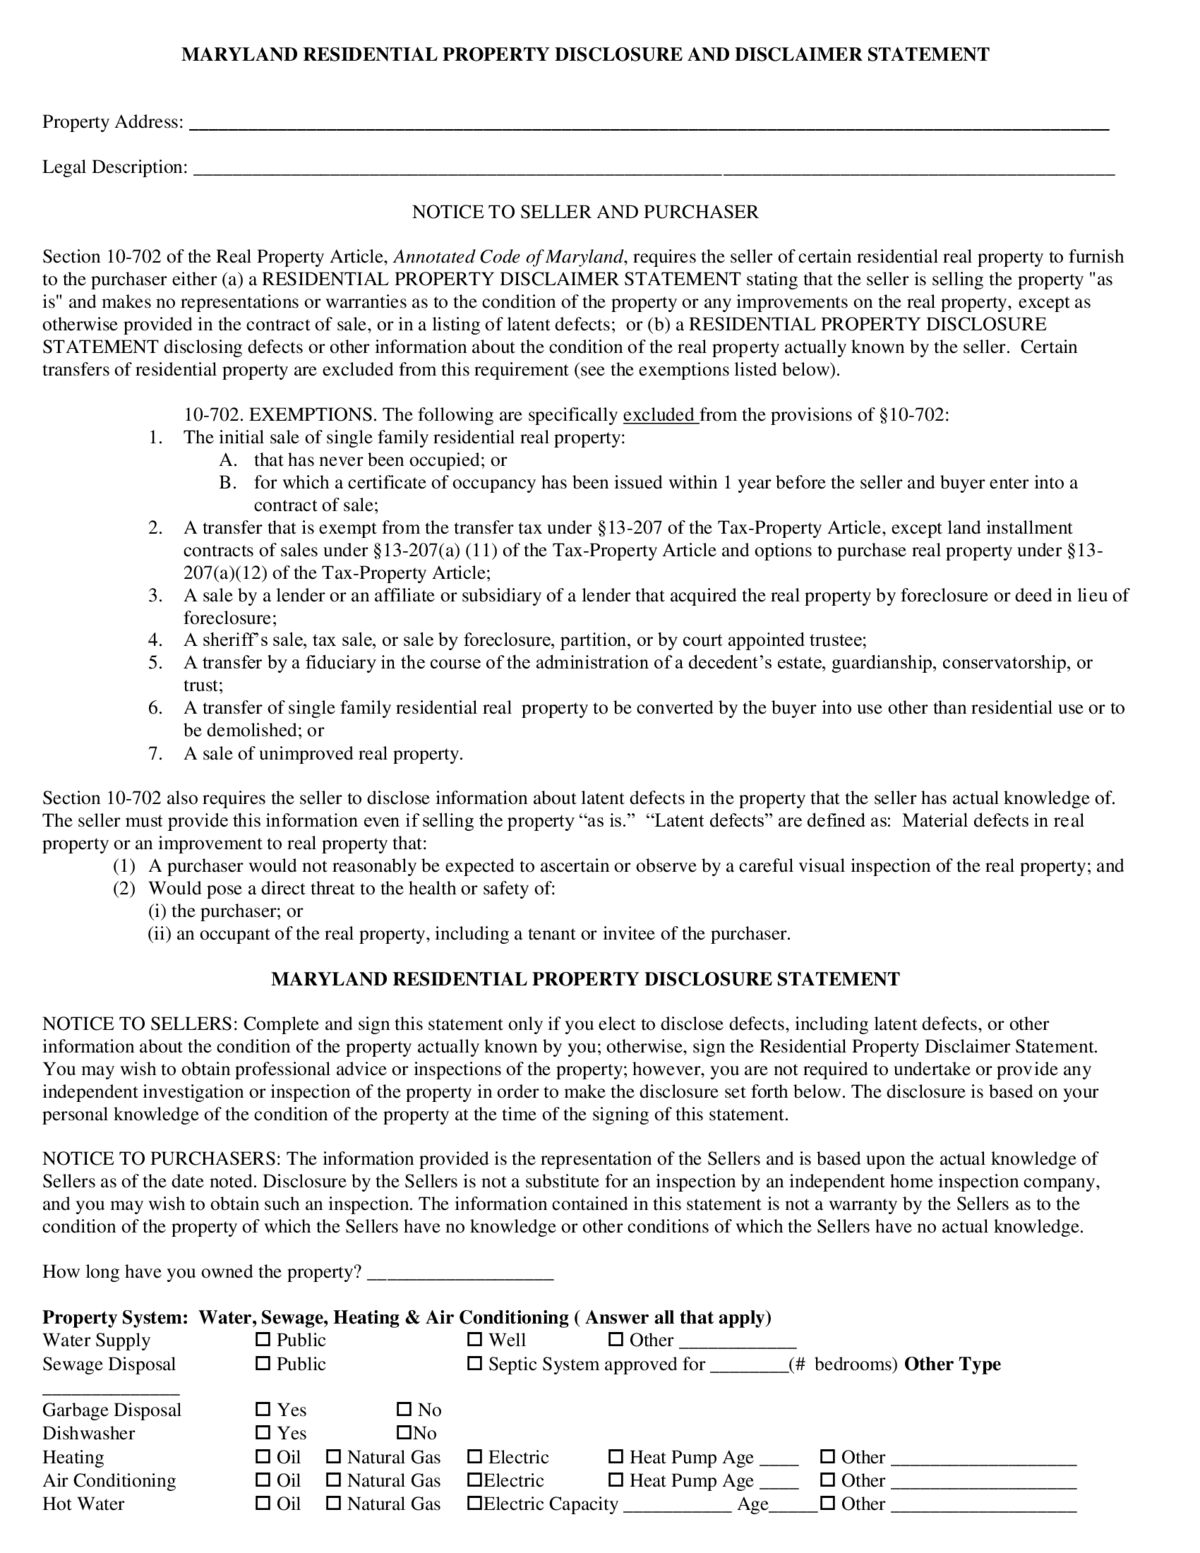 MARYLAND RESIDENTIAL PROPERTY DISCLOSURE AND DISCLAIMER STATEMENT
Property Address: ____________________________________________________________________________________________
Legal Description: ____________________________________________________________________________________________
NOTICE TO SELLER AND PURCHASER
Section 10-702 of the Real Property Article, Annotated Code of Maryland, requires the seller of certain residential real property to furnish
to the purchaser either (a) a RESIDENTIAL PROPERTY DISCLAIMER STATEMENT stating that the seller is selling the property "as
is" and makes no representations or warranties as to the condition of the property or any improvements on the real property, except as
otherwise provided in the contract of sale, or in a listing of latent defects;  or (b) a RESIDENTIAL PROPERTY DISCLOSURE
STATEMENT disclosing defects or other information about the condition of the real property actually known by the seller.  Certain
transfers of residential property are excluded from this requirement (see the exemptions listed below).
10-702. EXEMPTIONS. The following are specifically excluded from the provisions of §10-702:
1. The initial sale of single family residential real property:
A. that has never been occupied; or
B. for which a certificate of occupancy has been issued within 1 year before the seller and buyer enter into a
contract of sale;
2. A transfer that is exempt from the transfer tax under §13-207 of the Tax-Property Article, except land installment
contracts of sales under §13-207(a) (11) of the Tax-Property Article and options to purchase real property under §13-
207(a)(12) of the Tax-Property Article;
3. A sale by a lender or an affiliate or subsidiary of a lender that acquired the real property by foreclosure or deed in lieu of
foreclosure;
4. A sheriff’s sale, tax sale, or sale by foreclosure, partition, or by court appointed trustee;
5. A transfer by a fiduciary in the course of the administration of a decedent’s estate, guardianship, conservatorship, or
trust;
6. A transfer of single family residential real  property to be converted by the buyer into use other than residential use or to
be demolished; or
7. A sale of unimproved real property.
Section 10-702 also requires the seller to disclose information about latent defects in the property that the seller has actual knowledge of.
The seller must provide this information even if selling the property “as is.”  “Latent defects” are defined as:  Material defects in real
property or an improvement to real property that:
(1) A purchaser would not reasonably be expected to ascertain or observe by a careful visual inspection of the real property; and
(2) Would pose a direct threat to the health or safety of:
(i) the purchaser; or
(ii) an occupant of the real property, including a tenant or invitee of the purchaser.
MARYLAND RESIDENTIAL PROPERTY DISCLOSURE STATEMENT
NOTICE TO SELLERS: Complete and sign this statement only if you elect to disclose defects, including latent defects, or other
information about the condition of the property actually known by you; otherwise, sign the Residential Property Disclaimer Statement.
You may wish to obtain professional advice or inspections of the property; however, you are not required to undertake or provide any
independent investigation or inspection of the property in order to make the disclosure set forth below. The disclosure is based on your
personal knowledge of the condition of the property at the time of the signing of this statement.
NOTICE TO PURCHASERS: The information provided is the representation of the Sellers and is based upon the actual knowledge of
Sellers as of the date noted. Disclosure by the Sellers is not a substitute for an inspection by an independent home inspection company,
and you may wish to obtain such an inspection. The information contained in this statement is not a warranty by the Sellers as to the
condition of the property of which the Sellers have no knowledge or other conditions of which the Sellers have no actual knowledge.
How long have you owned the property? ___________________
Property System:  Water, Sewage, Heating & Air Conditioning ( Answer all that apply)
Water Supply ☐ Public ☐ Well ☐ Other ____________
Sewage Disposal ☐ Public ☐ Septic System approved for ________(#  bedrooms) Other Type
______________
Garbage Disposal ☐ Yes ☐ No
Dishwasher ☐ Yes ☐No
Heating ☐ Oil ☐ Natural Gas ☐ Electric ☐ Heat Pump Age ____ ☐ Other ___________________
Air Conditioning ☐ Oil ☐ Natural Gas ☐Electric ☐ Heat Pump Age ____ ☐ Other ___________________
Hot Water ☐ Oil ☐ Natural Gas ☐Electric Capacity ___________ Age_____☐ Other ___________________